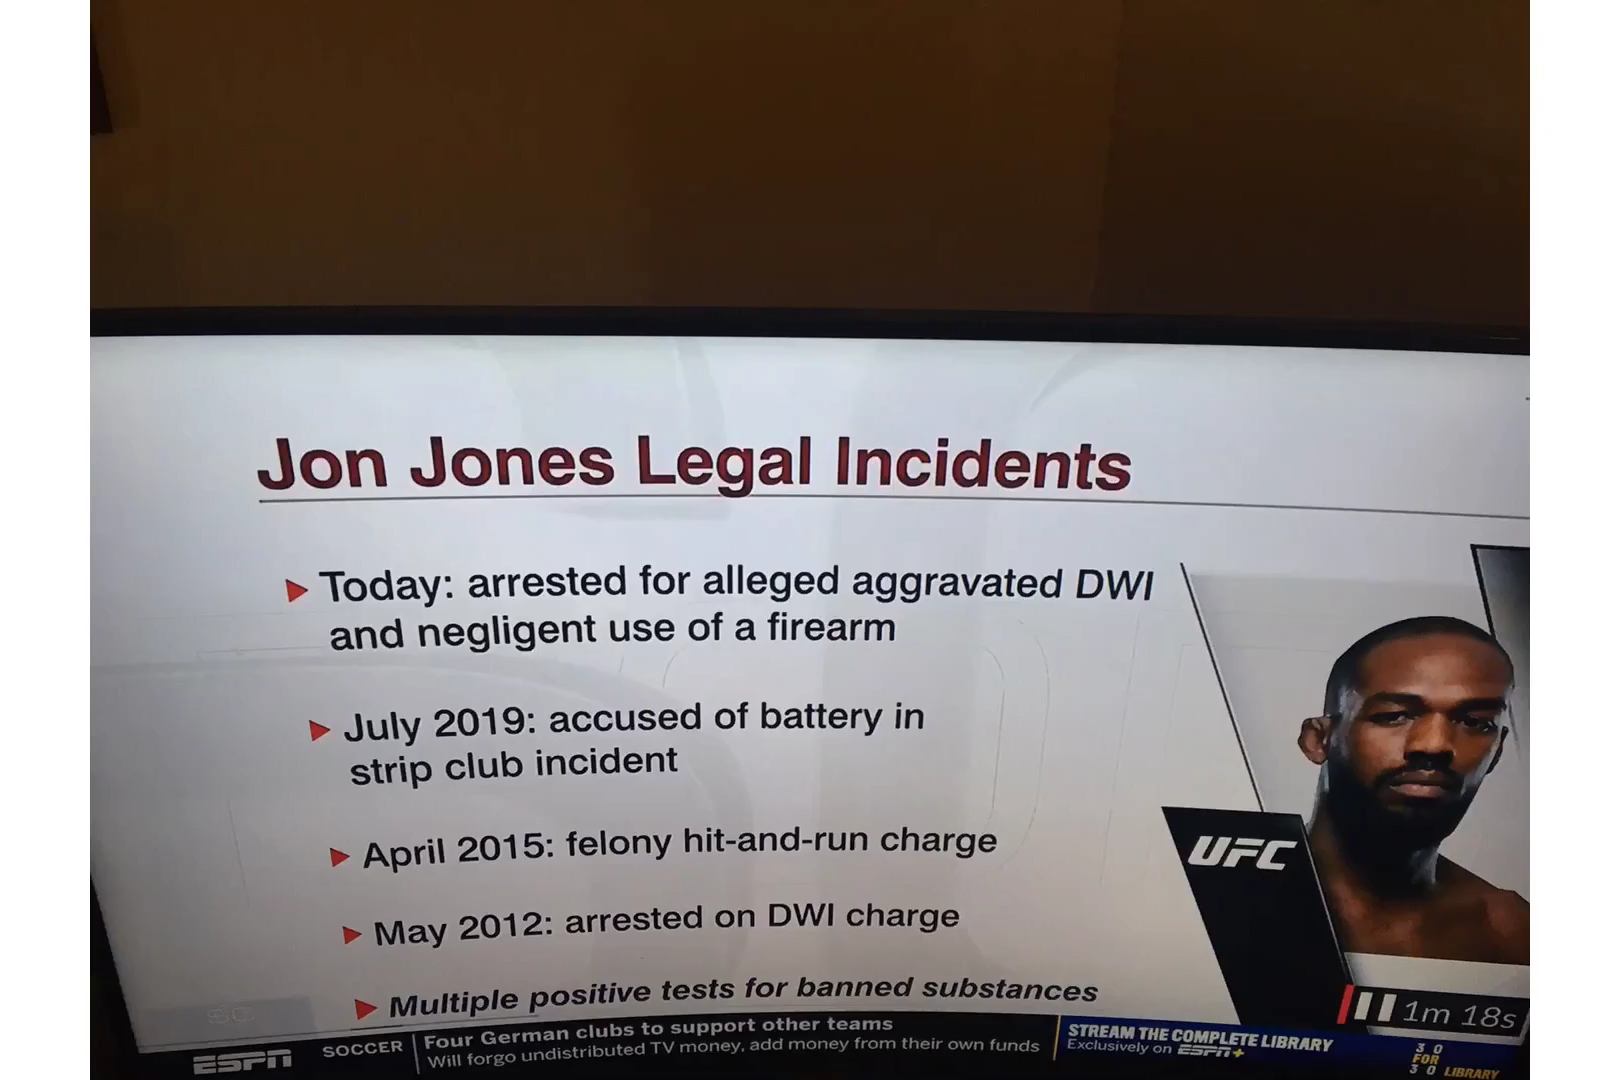 Jon Jones Legal Incidents
Today: arrested for alleged aggravated DWI
and negligent use of a firearm
July 2019: accused of battery in
strip club incident
April 2015: felony hit-and-run charge
May 2012: arrested on DWI charge
Multiple positive tests for banned substances
UFC
1m 18s
SC
ESPN
SOCCER
Four German clubs to support other teams
Will forgo undistributed TV money, add money from their own funds
STREAM THE COMPLETE LIBRARY
Exclusively on ESPN+
30
FOR
30 LIBRARY